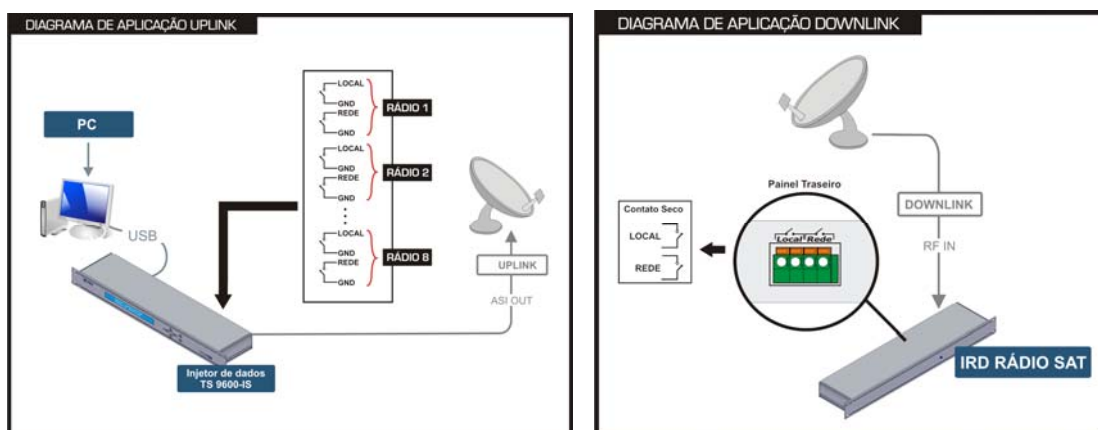 DIAGRAMA DE APLICAÇÃO UPLINK
PC
USB
LOCAL
GND
REDE
GND
RÁDIO 1
LOCAL
GND
REDE
GND
RÁDIO 2
LOCAL
GND
REDE
GND
RÁDIO 8
UPLINK
ASI OUT
Injetor de dados
TS 9600-IS
DIAGRAMA DE APLICAÇÃO DOWNLINK
Painel Traseiro
Local Rede
Contato Seco
LOCAL
REDE
DOWNLINK
RF IN
IRD RÁDIO SAT